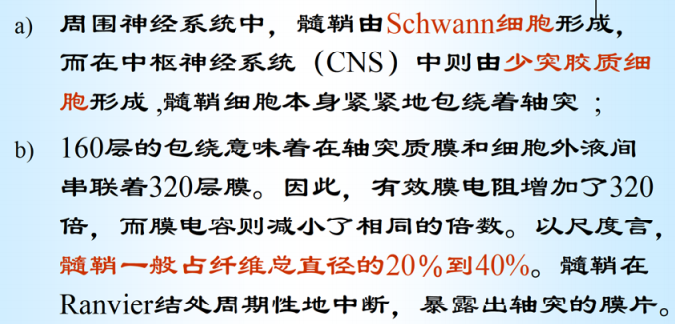 a) 周围神经系统中，髓鞘由Schwann细胞形成，
而在中枢神经系统（CNS）中则由少突胶质细
胞形成 ,髓鞘细胞本身紧紧地包绕着轴突 ；
b) 160层的包绕意味着在轴突质膜和细胞外液间
串联着320层膜。因此，有效膜电阻增加了320
倍，而膜电容则减小了相同的倍数。以尺度言，
髓鞘一般占纤维总直径的20％到40%。髓鞘在
Ranvier结处周期性地中断，暴露出轴突的膜片。